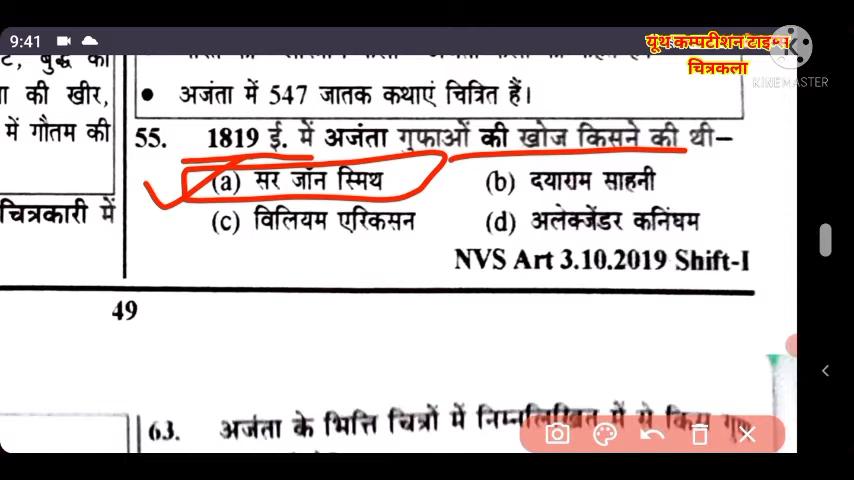 9:41
यूथ कम्पटीशन टाइम्स
चित्रकला
KINEMASTER
बुद्ध का
ा की खीर,
में गौतम की
चित्रकारी में
• अजंता में 547 जातक कथाएं चित्रित हैं।
55. 1819 ई. में अजंता गुफाओं की खोज किसने की थी–
(a) सर जॉन स्मिथ (b) दयाराम साहनी
(c) विलियम एरिकसन (d) अलेक्जेंडर कनिंघम
NVS Art 3.10.2019 Shift-I
49
63. अजंता के भित्ति चित्रों में निम्नलिखित में से किस